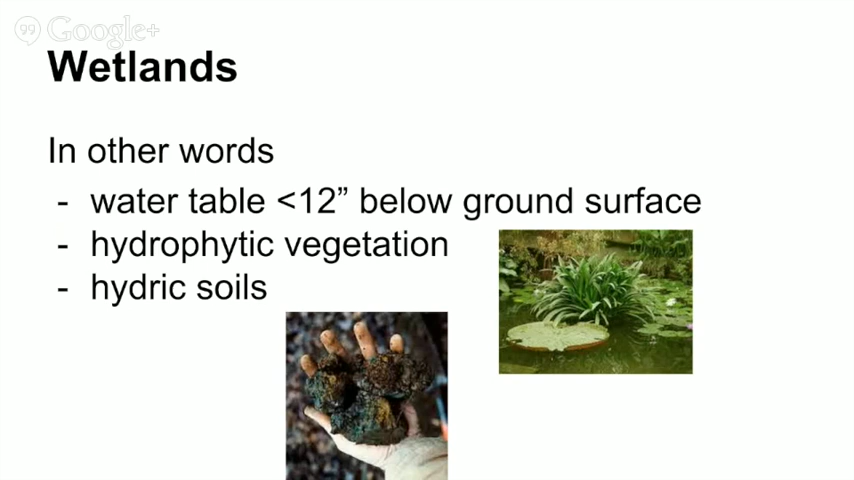 Google+
Wetlands
In other words
- water table <12” below ground surface
- hydrophytic vegetation
- hydric soils